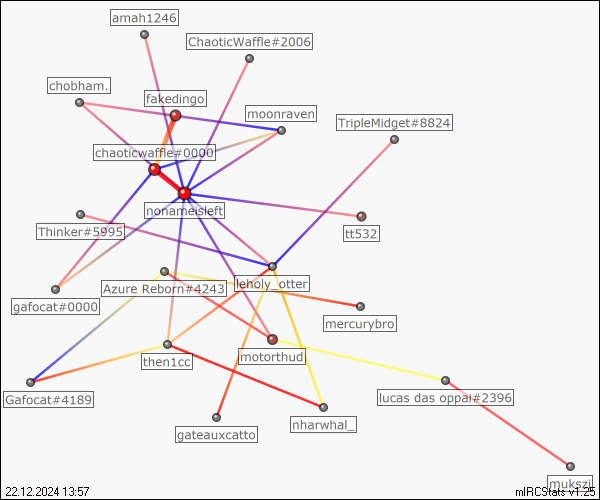 amah1246
ChaoticWaffle#2006
chobham.
fakedingo
moonraven
TripleMidget#8824
chaoticwaffle#0000
nonameisleft
Thinker#5995
tt532
leholy_otter
Azure Reborn#4243
gafocat#0000
mercurybro
then1cc
motorthud
Gafocat#4189
lucas das oppai#2396
nharwhal_
gateauxcatto
mukszi
22.12.2024 13:57
mIRCStats v1.25